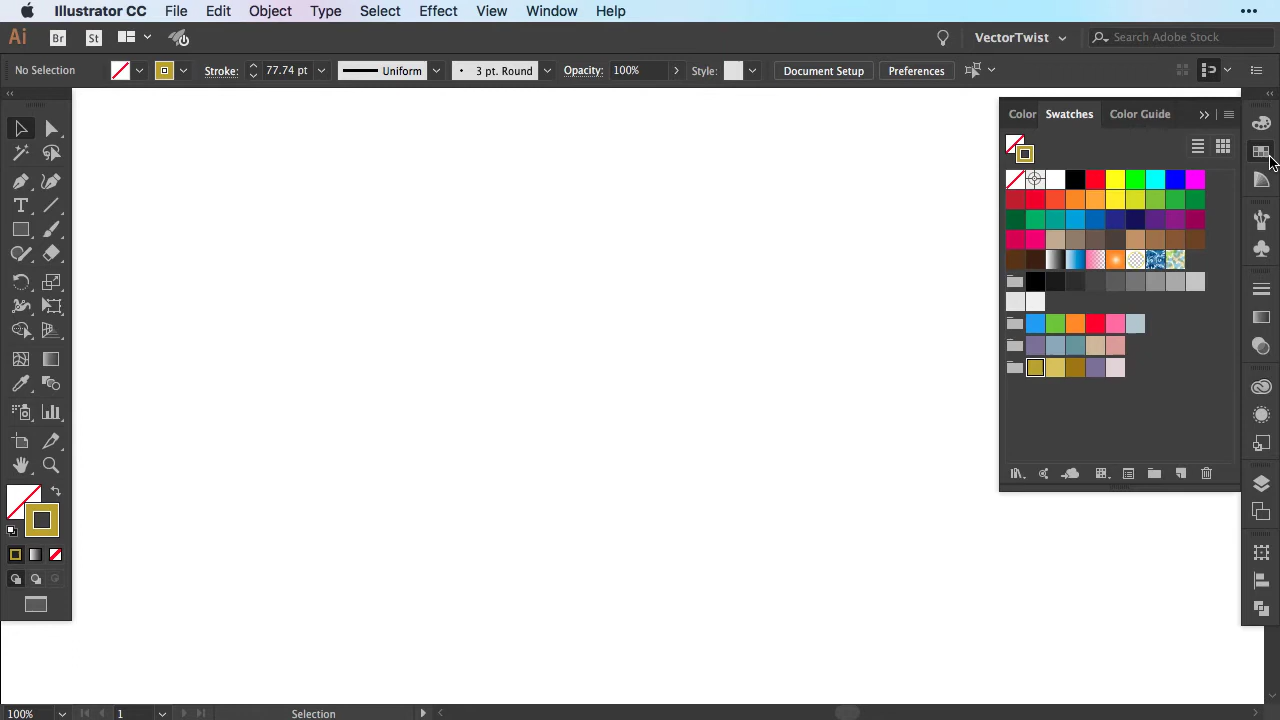 Illustrator CC File Edit Object Type Select Effect View Window Help
Ai Br St VectorTwist Search Adobe Stock
No Selection Stroke: 77.74 pt Uniform 3 pt. Round Opacity: 100% Style: Document Setup Preferences
Color Swatches Color Guide
T
100% 1 Selection